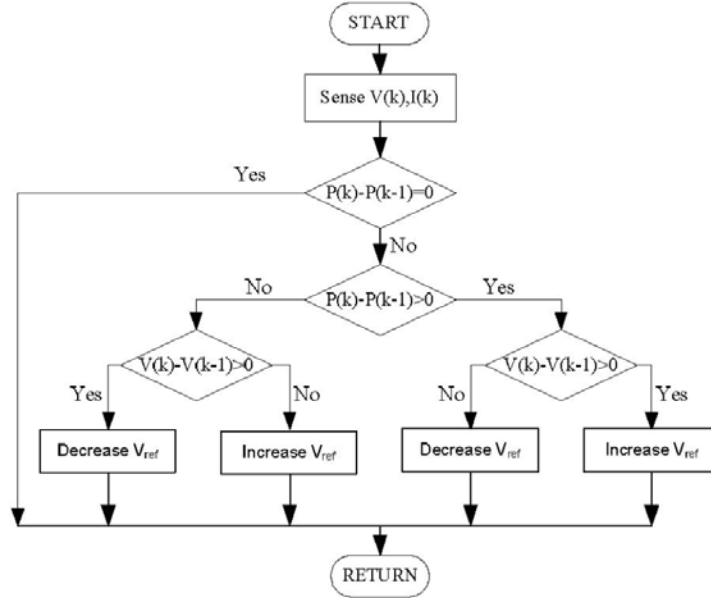 START
Sense V(k),I(k)
Yes
P(k)-P(k-1)=0
No
No
P(k)-P(k-1)>0
Yes
V(k)-V(k-1)>0
V(k)-V(k-1)>0
Yes
No
No
Yes
Decrease Vref
Increase Vref
Decrease Vref
Increase Vref
RETURN